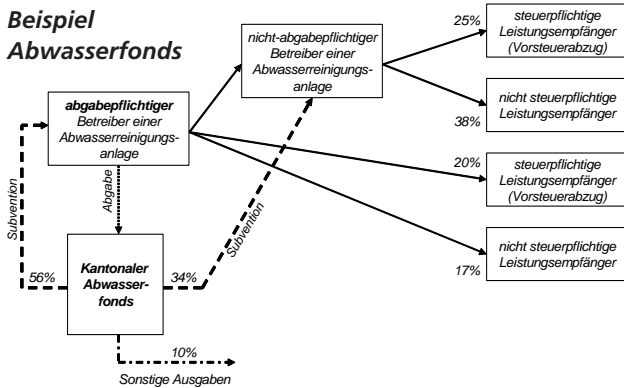 Beispiel
Abwasserfonds
nicht-abgabepflichtiger
Betreiber einer
Abwasserreinigungs-
anlage
25%
steuerpflichtige
Leistungsempfänger
(Vorsteuerabzug)
38%
nicht steuerpflichtige
Leistungsempfänger
abgabepflichtiger
Betreiber einer
Abwasserreinigungs-
anlage
20%
steuerpflichtige
Leistungsempfänger
(Vorsteuerabzug)
17%
nicht steuerpflichtige
Leistungsempfänger
Subvention
Abgabe
Subvention
56%
Kantonaler
Abwasser-
fonds
34%
10%
Sonstige Ausgaben